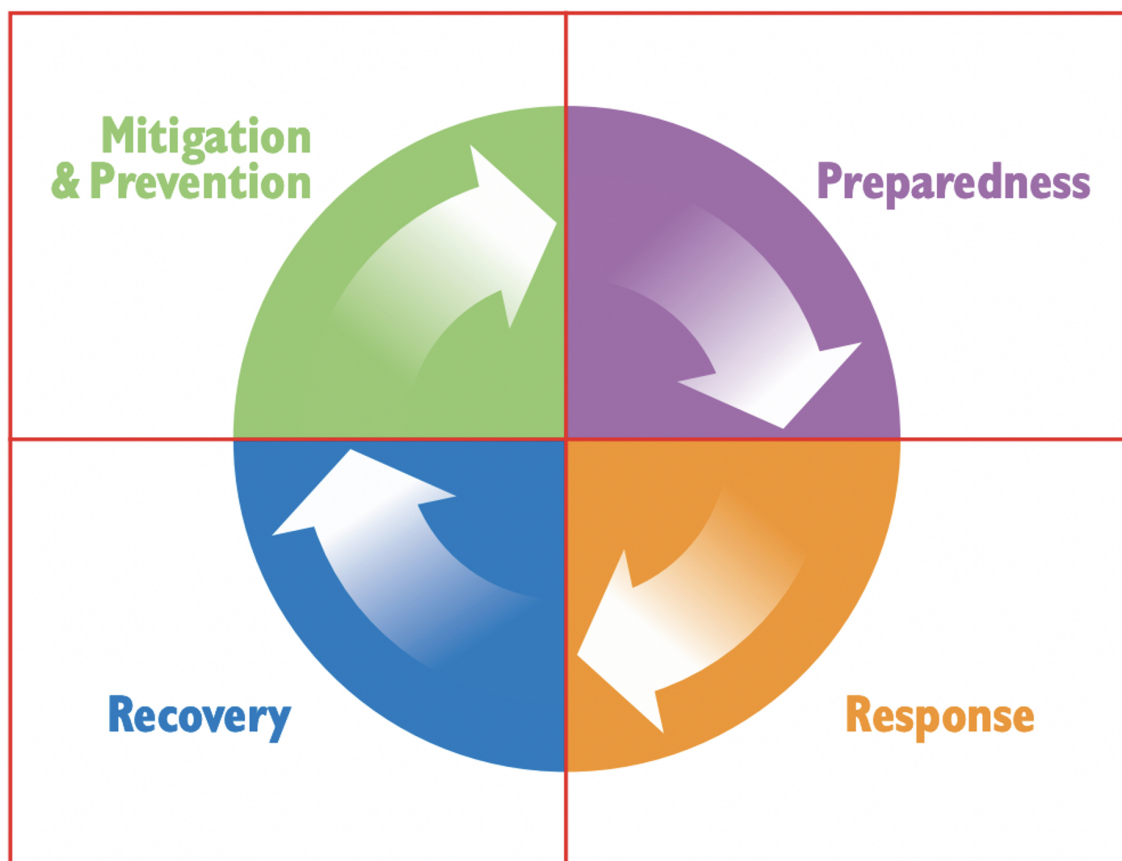 Mitigation
& Prevention
Preparedness
Recovery
Response